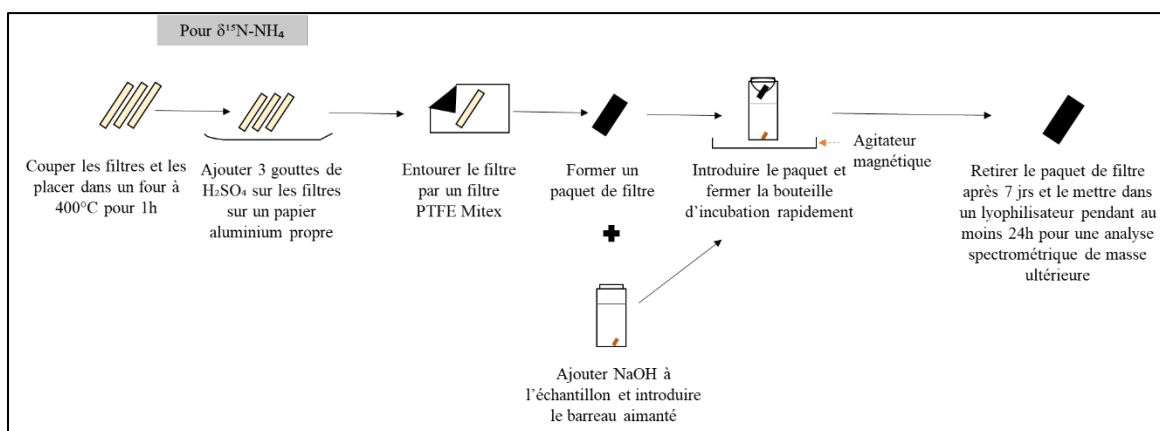 Pour δ¹⁵N-NH₄
Couper les filtres et les
placer dans un four à
400°C pour 1h
Ajouter 3 gouttes de
H₂SO₄ sur les filtres
sur un papier
aluminium propre
Entourer le filtre
par un filtre
PTFE Mitex
Former un
paquet de filtre
Introduire le paquet et
fermer la bouteille
d’incubation rapidement
Agitateur
magnétique
Retirer le paquet de filtre
après 7 jrs et le mettre dans
un lyophilisateur pendant au
moins 24h pour une analyse
spectrométrique de masse
ultérieure
Ajouter NaOH à
l’échantillon et introduire
le barreau aimanté